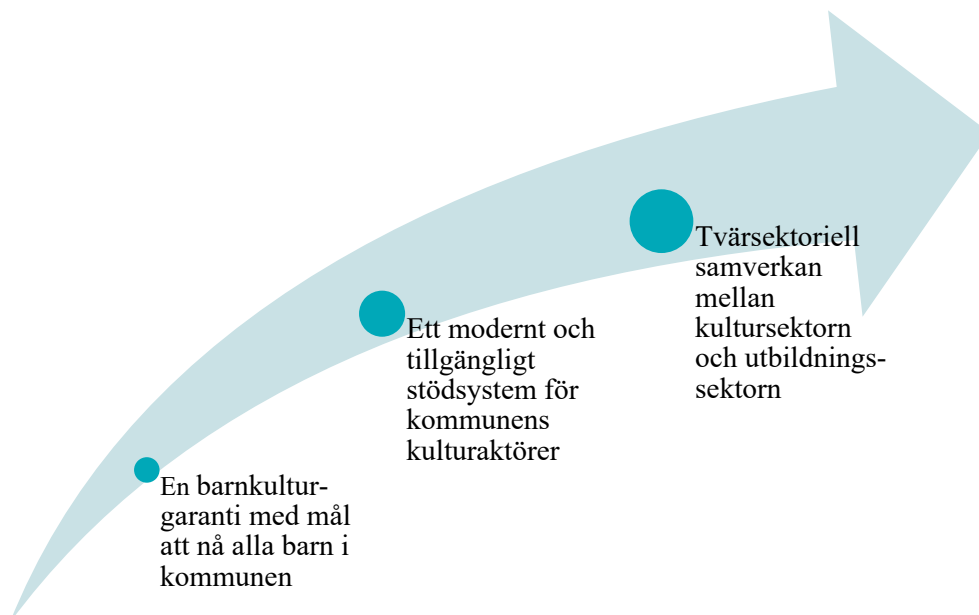 En barnkultur-
garanti med mål
att nå alla barn i
kommunen
Ett modernt och
tillgängligt
stödsystem för
kommunens
kulturaktörer
Tvärsektoriell
samverkan
mellan
kultursektorn
och utbildnings-
sektorn